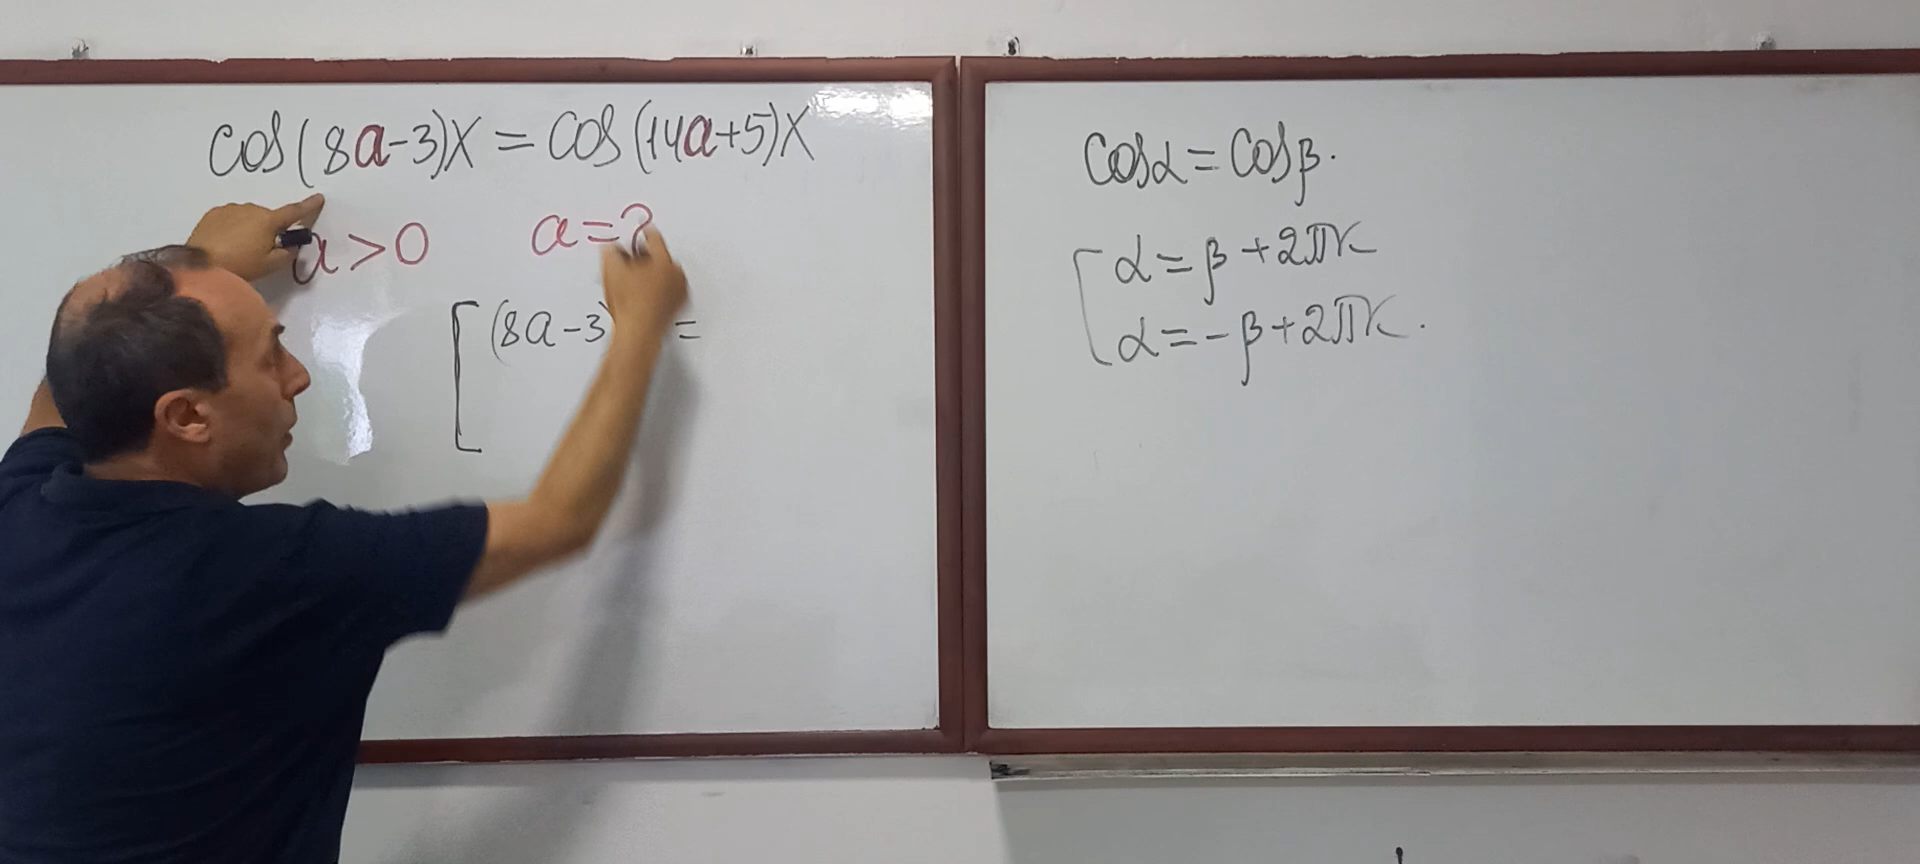 cos(8a-3)x = cos(14a+5)x
a>0 a=?
(8a-3) =
cosα = cosβ.
α = β + 2πk
α = -β + 2πk.